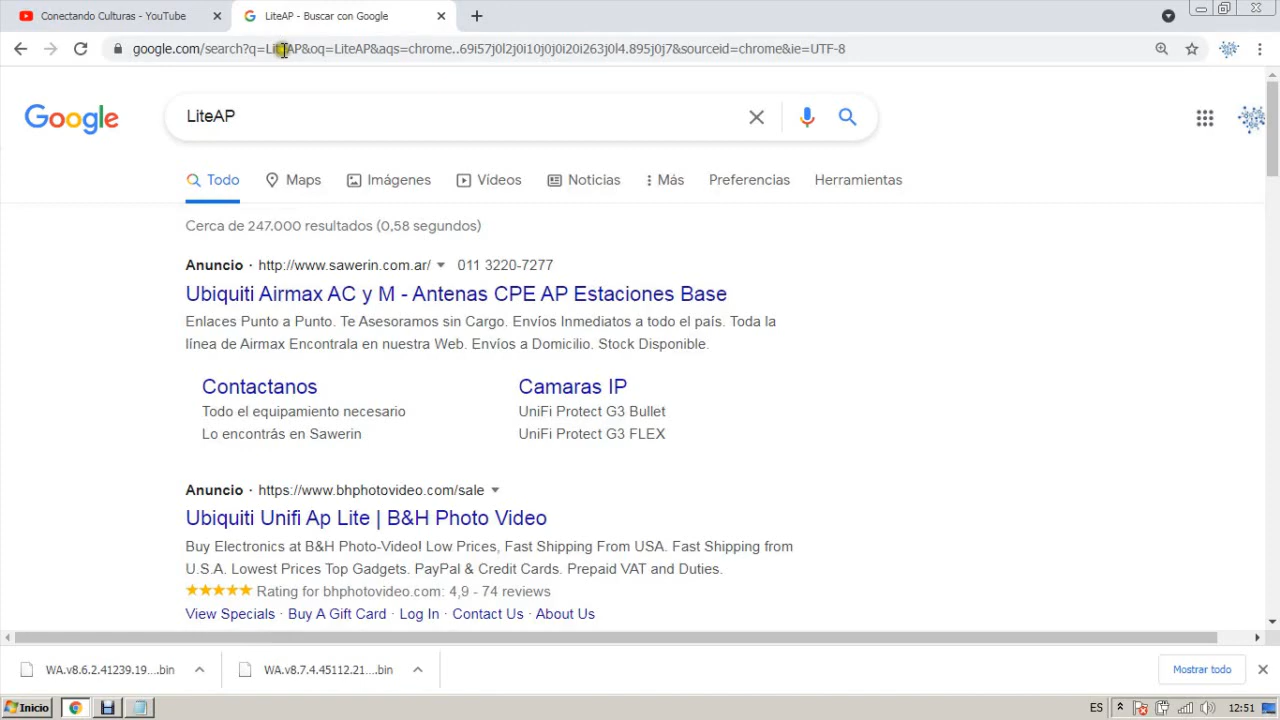 Conectando Culturas - YouTube
LiteAP - Buscar con Google
google.com/search?q=LiteAP&oq=LiteAP&aqs=chrome..69i57j0l2j0i10j0j0i20i263j0l4.895j0j7&sourceid=chrome&ie=UTF-8
Google
LiteAP
Todo
Maps
Imágenes
Vídeos
Noticias
Más
Preferencias
Herramientas
Cerca de 247.000 resultados (0,58 segundos)
Anuncio · http://www.sawerin.com.ar/ 011 3220-7277
Ubiquiti Airmax AC y M - Antenas CPE AP Estaciones Base
Enlaces Punto a Punto. Te Asesoramos sin Cargo. Envíos Inmediatos a todo el país. Toda la
línea de Airmax Encontrala en nuestra Web. Envíos a Domicilio. Stock Disponible.
Contactanos
Todo el equipamiento necesario
Lo encontrás en Sawerin
Camaras IP
UniFi Protect G3 Bullet
UniFi Protect G3 FLEX
Anuncio · https://www.bhphotovideo.com/sale
Ubiquiti Unifi Ap Lite | B&H Photo Video
Buy Electronics at B&H Photo-Video! Low Prices, Fast Shipping From USA. Fast Shipping from
U.S.A. Lowest Prices Top Gadgets. PayPal & Credit Cards. Prepaid VAT and Duties.
Rating for bhphotovideo.com: 4,9 - 74 reviews
View Specials · Buy A Gift Card · Log In · Contact Us · About Us
WA.v8.6.2.41239.19....bin
WA.v8.7.4.45112.21....bin
Mostrar todo
Inicio
ES
12:51